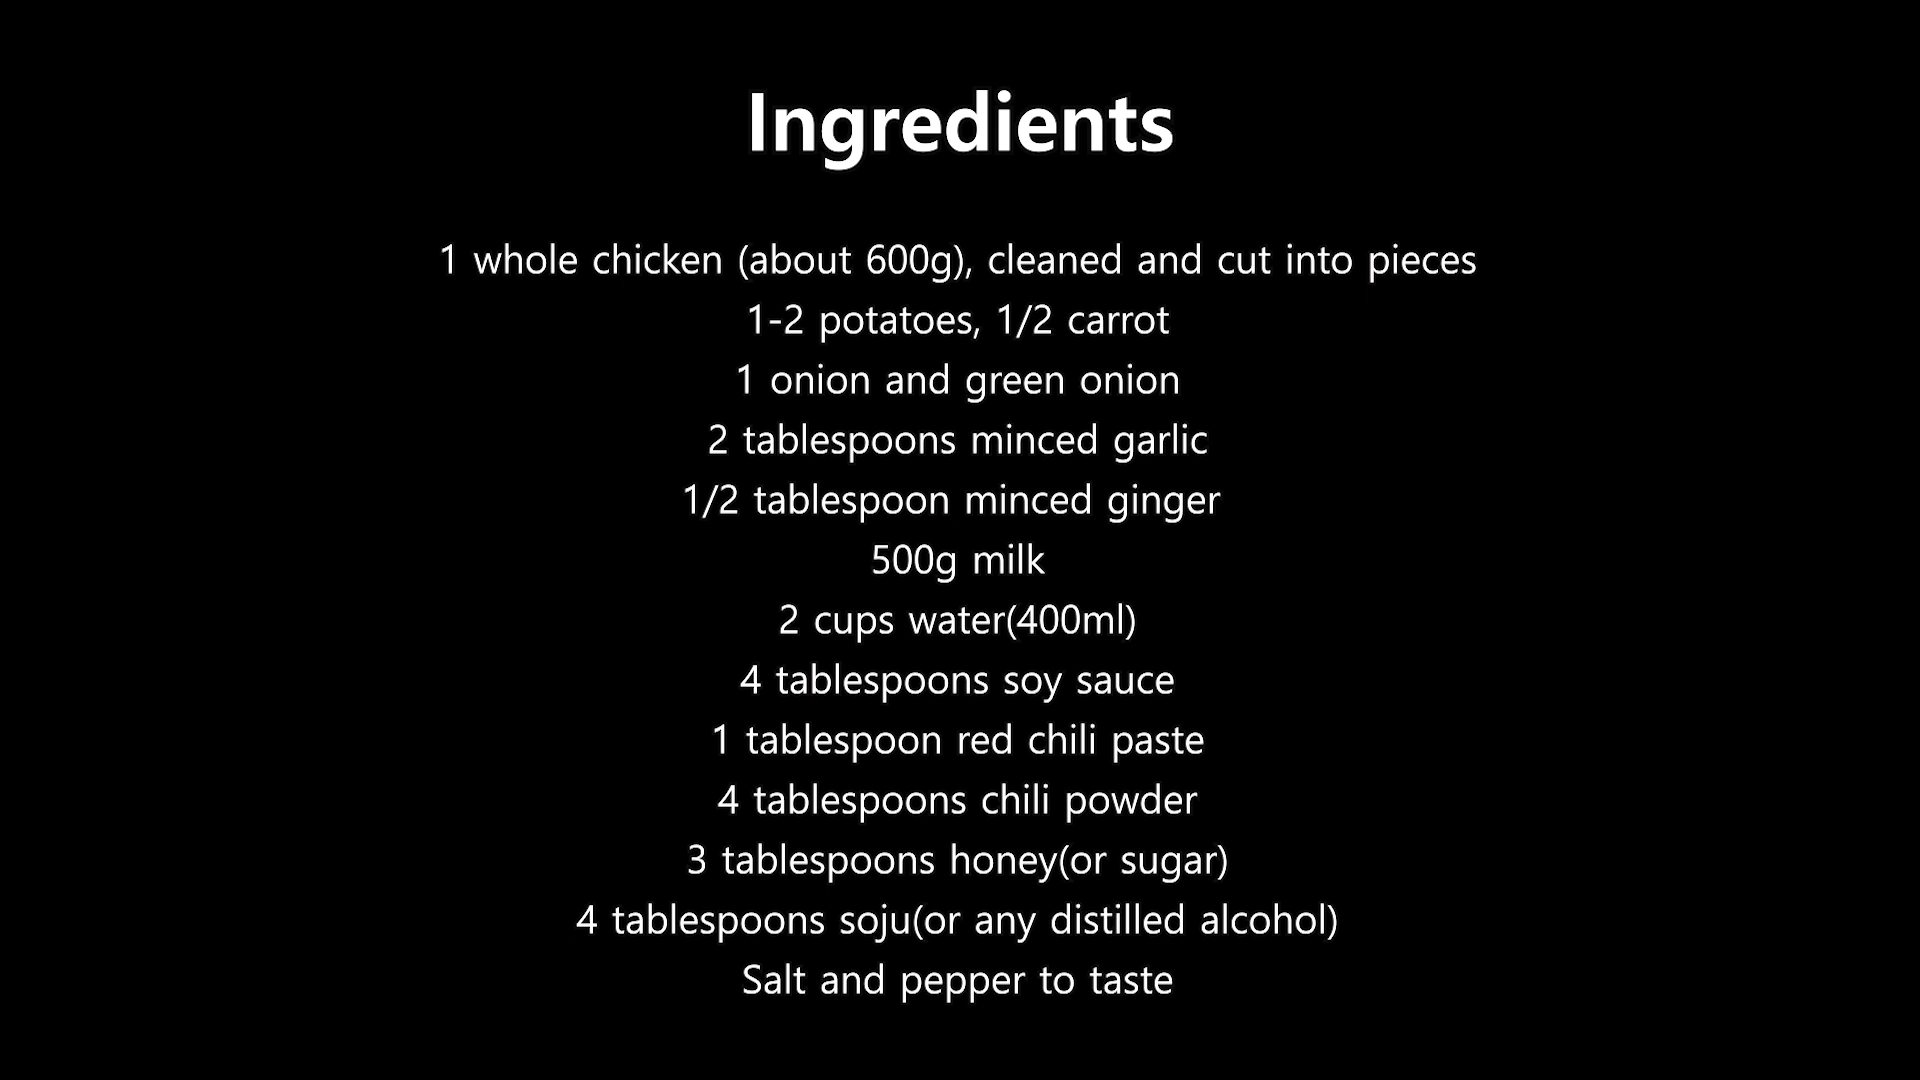 Ingredients
1 whole chicken (about 600g), cleaned and cut into pieces
1-2 potatoes, 1/2 carrot
1 onion and green onion
2 tablespoons minced garlic
1/2 tablespoon minced ginger
500g milk
2 cups water(400ml)
4 tablespoons soy sauce
1 tablespoon red chili paste
4 tablespoons chili powder
3 tablespoons honey(or sugar)
4 tablespoons soju(or any distilled alcohol)
Salt and pepper to taste